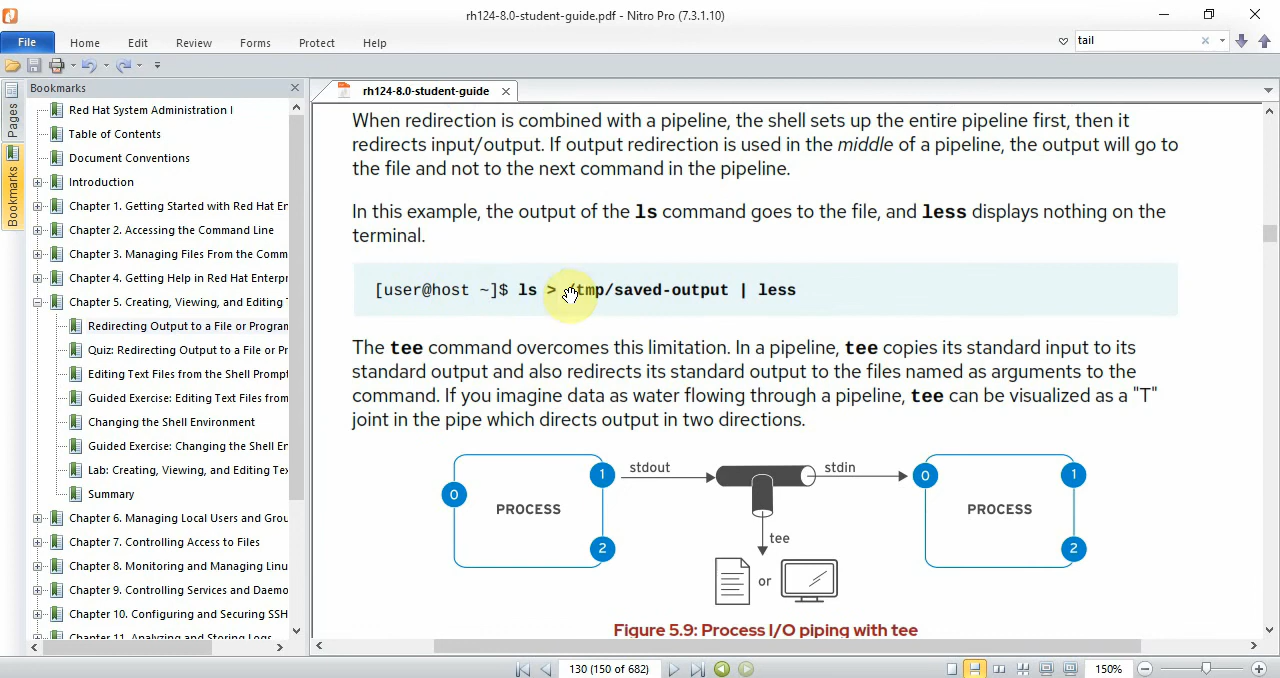 rh124-8.0-student-guide.pdf - Nitro Pro (7.3.1.10)
File Home Edit Review Forms Protect Help
tail
Bookmarks
rh124-8.0-student-guide
Pages
Bookmarks
Red Hat System Administration I
Table of Contents
Document Conventions
Introduction
Chapter 1. Getting Started with Red Hat Er
Chapter 2. Accessing the Command Line
Chapter 3. Managing Files From the Comm
Chapter 4. Getting Help in Red Hat Enterpr
Chapter 5. Creating, Viewing, and Editing
Redirecting Output to a File or Program
Quiz: Redirecting Output to a File or Pr
Editing Text Files from the Shell Prompt
Guided Exercise: Editing Text Files from
Changing the Shell Environment
Guided Exercise: Changing the Shell Er
Lab: Creating, Viewing, and Editing Te
Summary
Chapter 6. Managing Local Users and Grou
Chapter 7. Controlling Access to Files
Chapter 8. Monitoring and Managing Linu
Chapter 9. Controlling Services and Daemo
Chapter 10. Configuring and Securing SSH
Chapter 11. Analyzing and Storing Logs
When redirection is combined with a pipeline, the shell sets up the entire pipeline first, then it
redirects input/output. If output redirection is used in the middle of a pipeline, the output will go to
the file and not to the next command in the pipeline.
In this example, the output of the ls command goes to the file, and less displays nothing on the
terminal.
[user@host ~]$ ls > /tmp/saved-output | less
The tee command overcomes this limitation. In a pipeline, tee copies its standard input to its
standard output and also redirects its standard output to the files named as arguments to the
command. If you imagine data as water flowing through a pipeline, tee can be visualized as a "T"
joint in the pipe which directs output in two directions.
0 PROCESS 1 2
stdout
stdin
tee
or
0 PROCESS 1 2
Figure 5.9: Process I/O piping with tee
130 (150 of 682)
150%